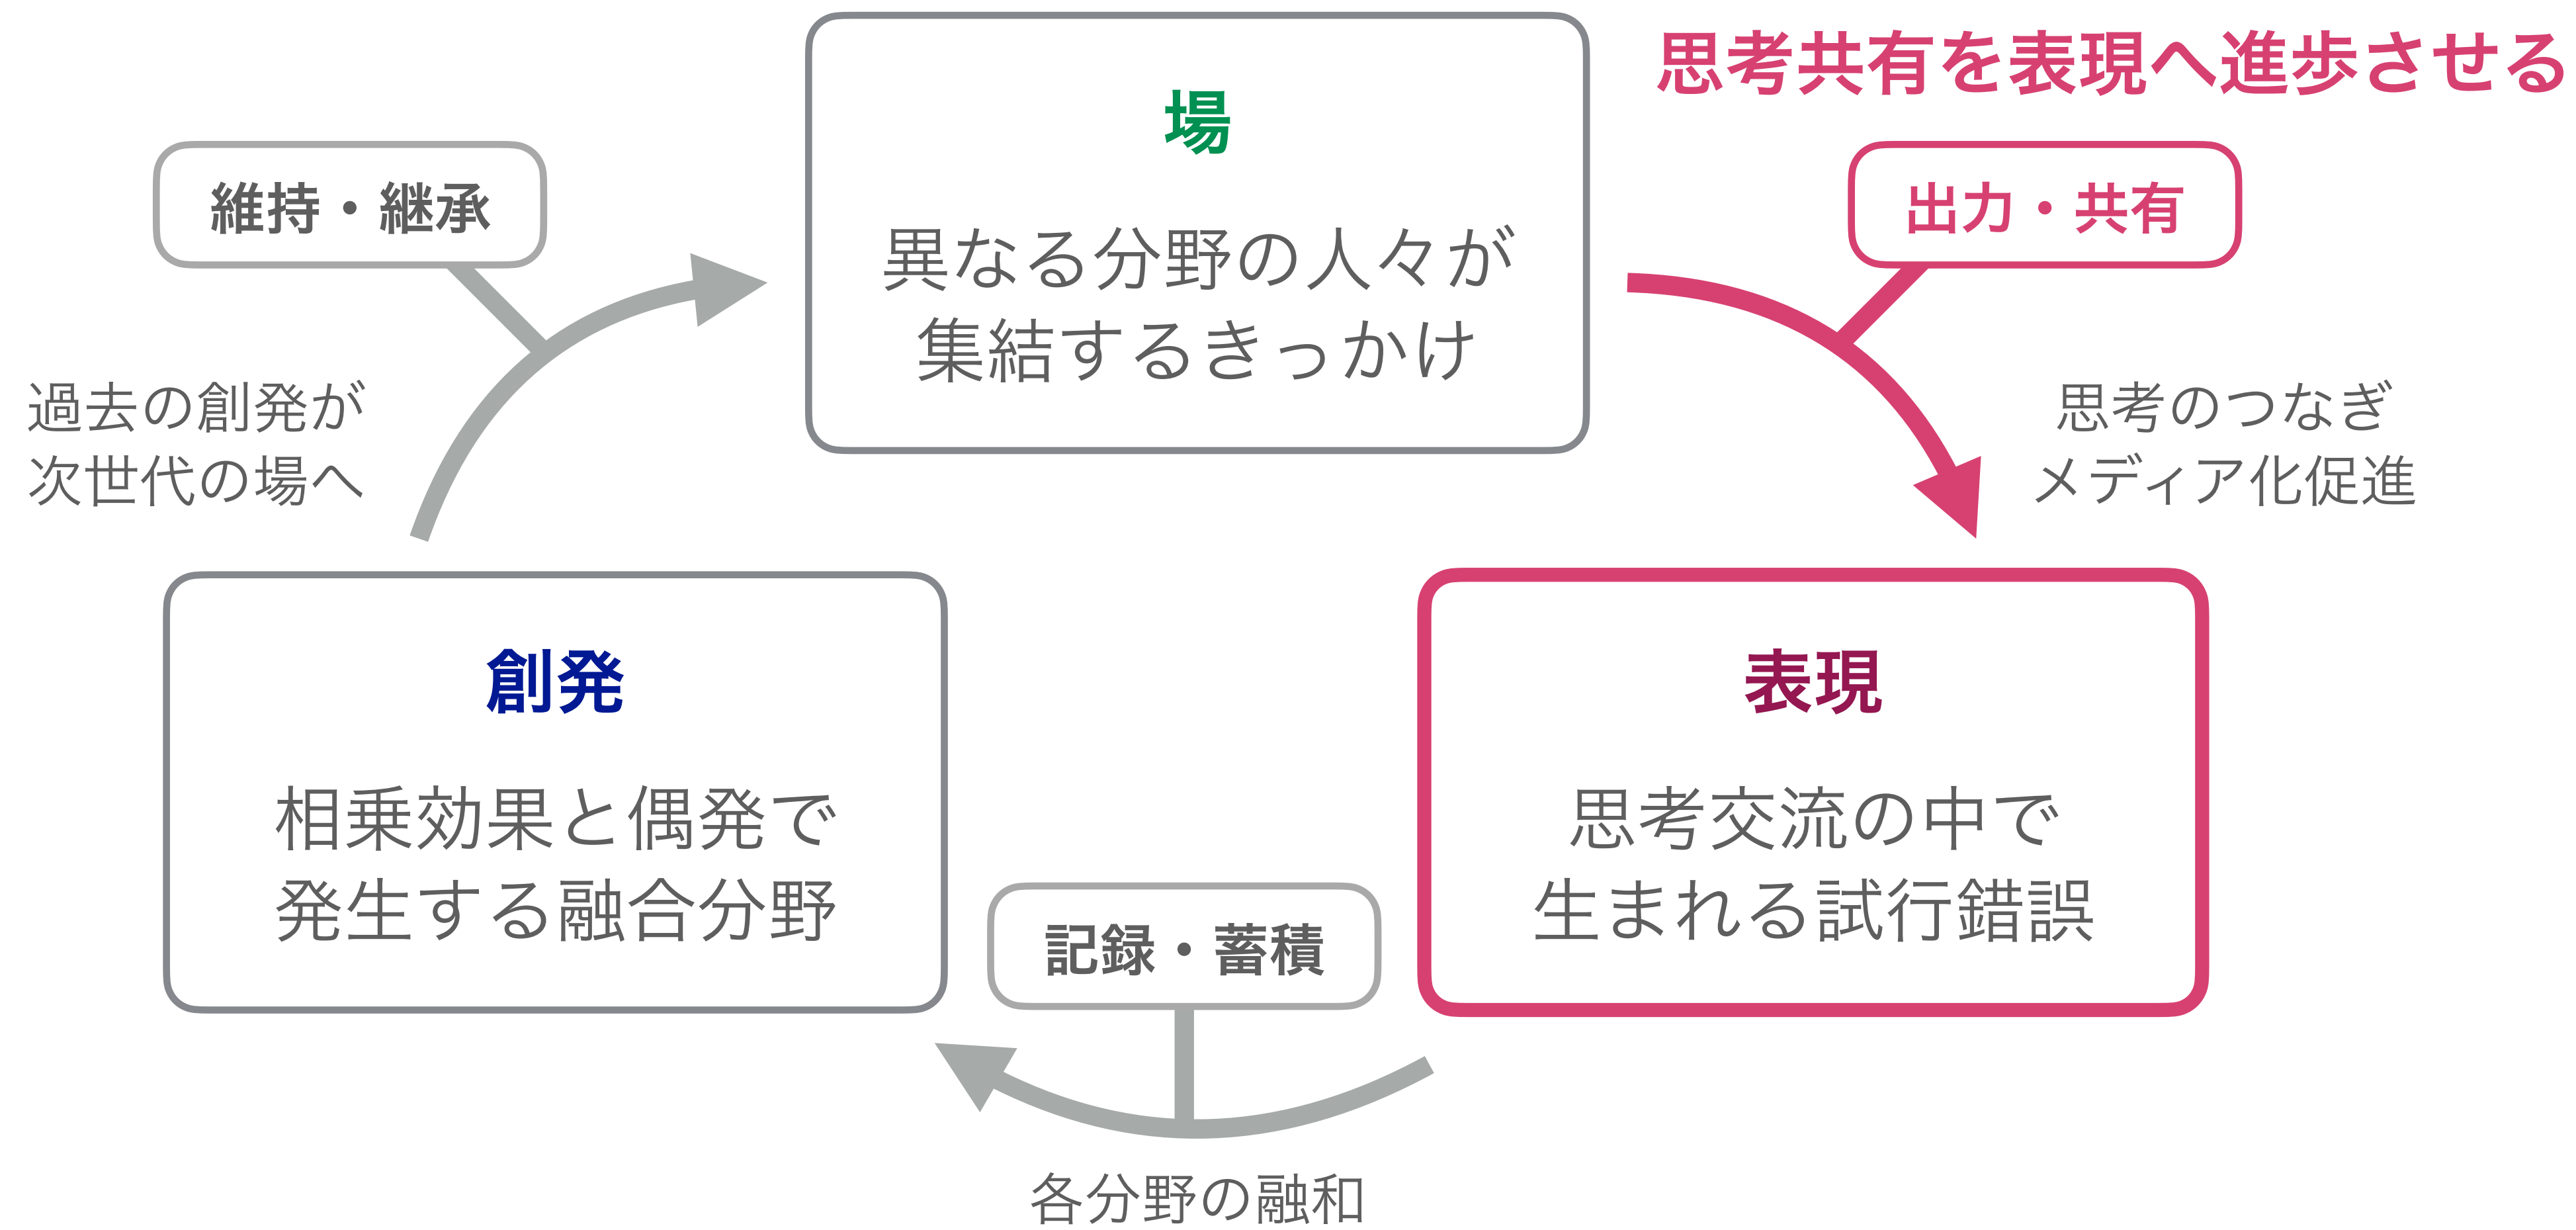 思考共有を表現へ進歩させる
場
異なる分野の人々が
集結するきっかけ
維持・継承
過去の創発が
次世代の場へ
出力・共有
思考のつなぎ
メディア化促進
創発
相乗効果と偶発で
発生する融合分野
表現
思考交流の中で
生まれる試行錯誤
記録・蓄積
各分野の融和